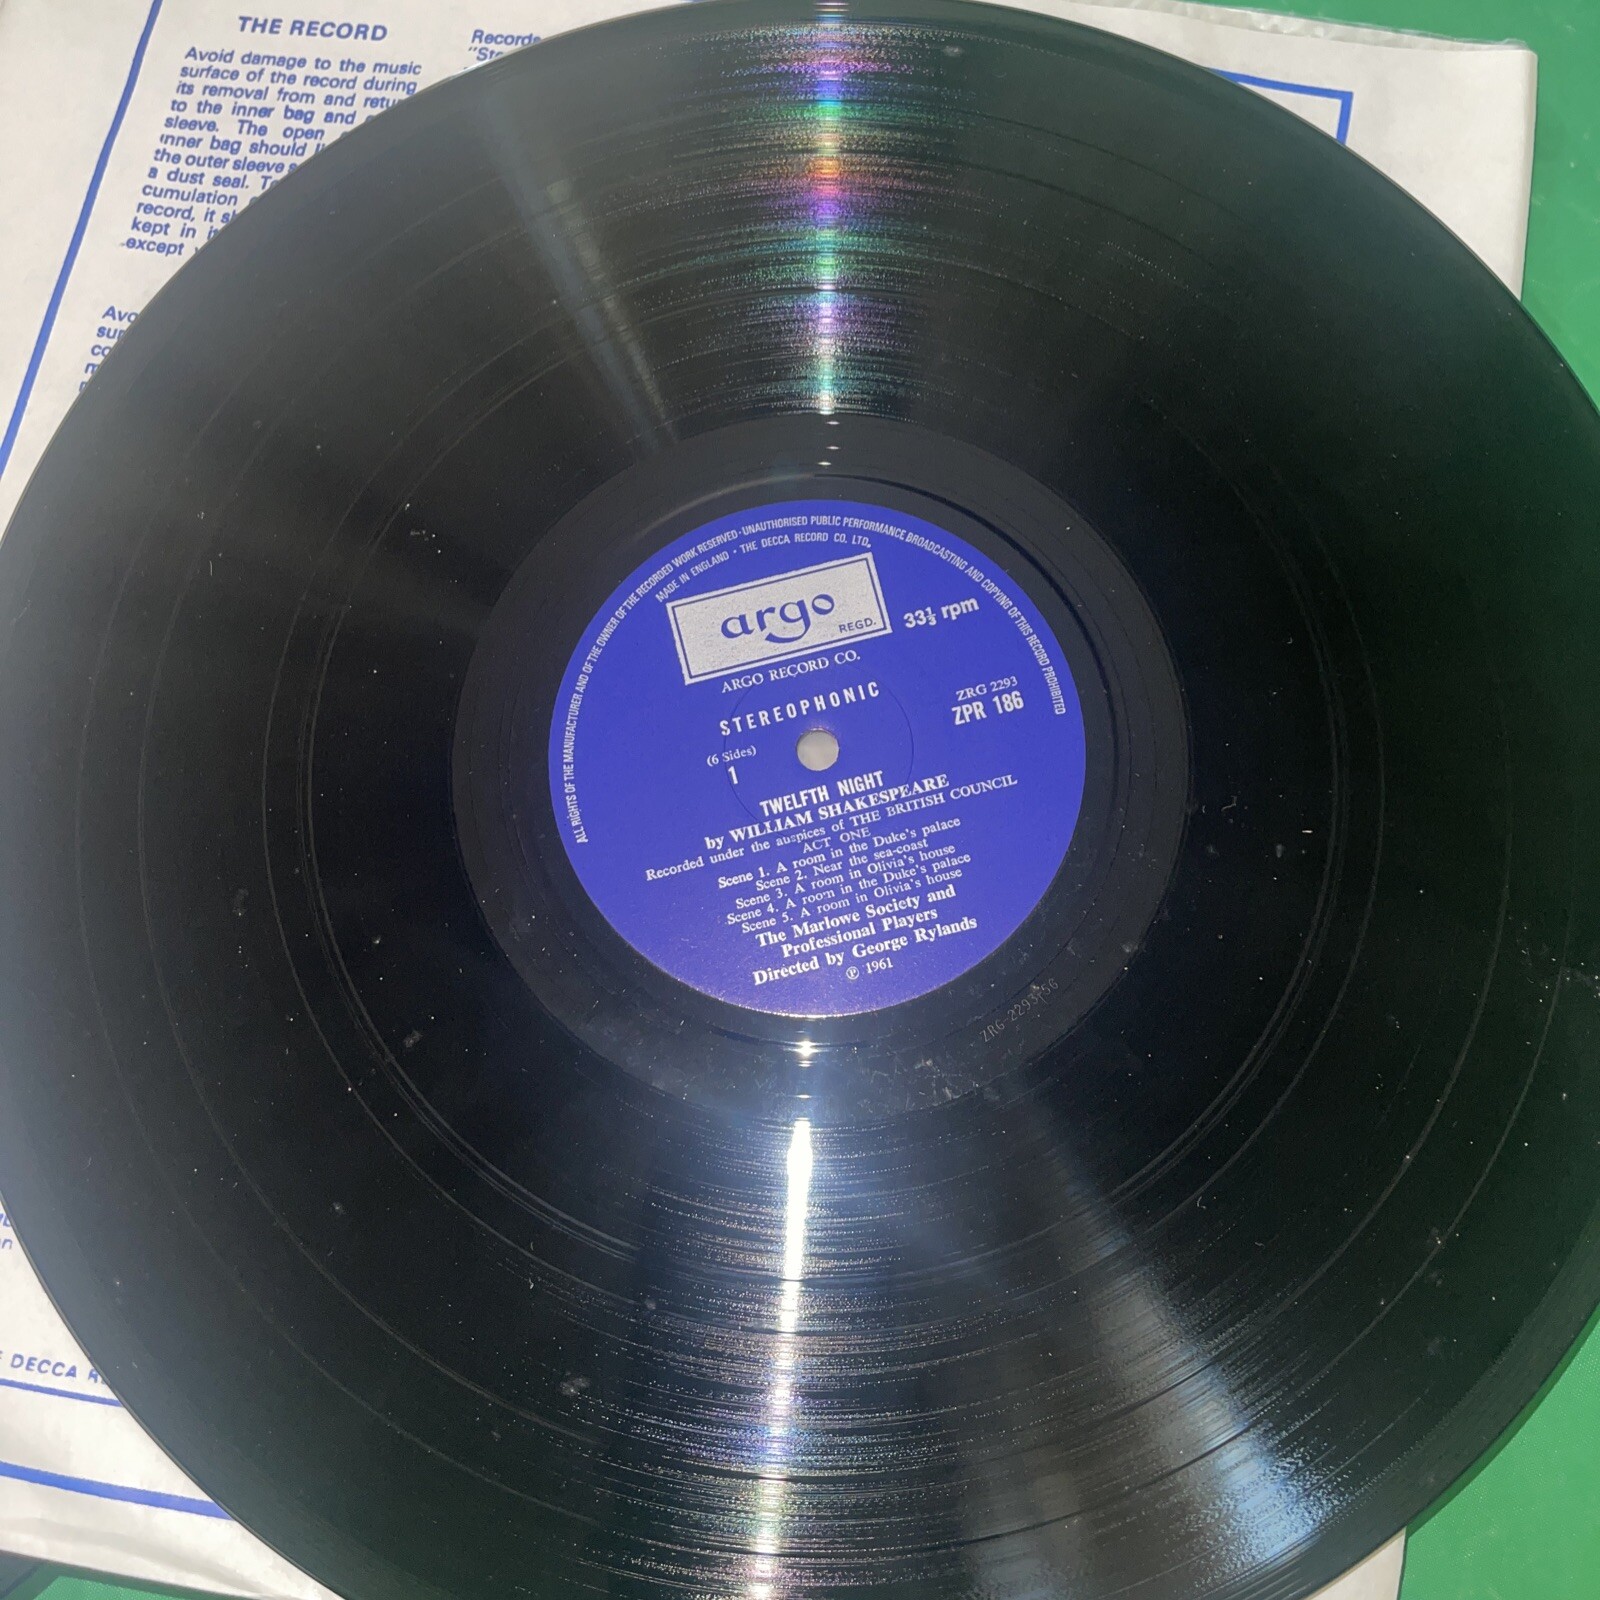 THE RECORD
Avoid damage to the music
surface of the record during
its removal from and
to the inner bag and
sleeve. The open
inner bag should
the outer sleeve
a dust seal.
cumulation
record, it
kept in
except
Records
ALL RIGHTS OF THE MANUFACTURER AND OF THE OWNER OF THE RECORDED WORK RESERVED · UNAUTHORISED PUBLIC PERFORMANCE BROADCASTING AND COPYING OF THIS RECORD PROHIBITED
MADE IN ENGLAND · THE DECCA RECORD CO. LTD.
argo
REGD.
33⅓ rpm
ARGO RECORD CO.
STEREOPHONIC
ZRG 2293
ZPR 186
(6 Sides)
1
TWELFTH NIGHT
by WILLIAM SHAKESPEARE
Recorded under the auspices of THE BRITISH COUNCIL
ACT ONE
Scene 1. A room in the Duke's palace
Scene 2. Near the sea-coast
Scene 3. A room in Olivia's house
Scene 4. A room in the Duke's palace
Scene 5. A room in Olivia's house
The Marlowe Society and
Professional Players
Directed by George Rylands
℗ 1961
DECCA